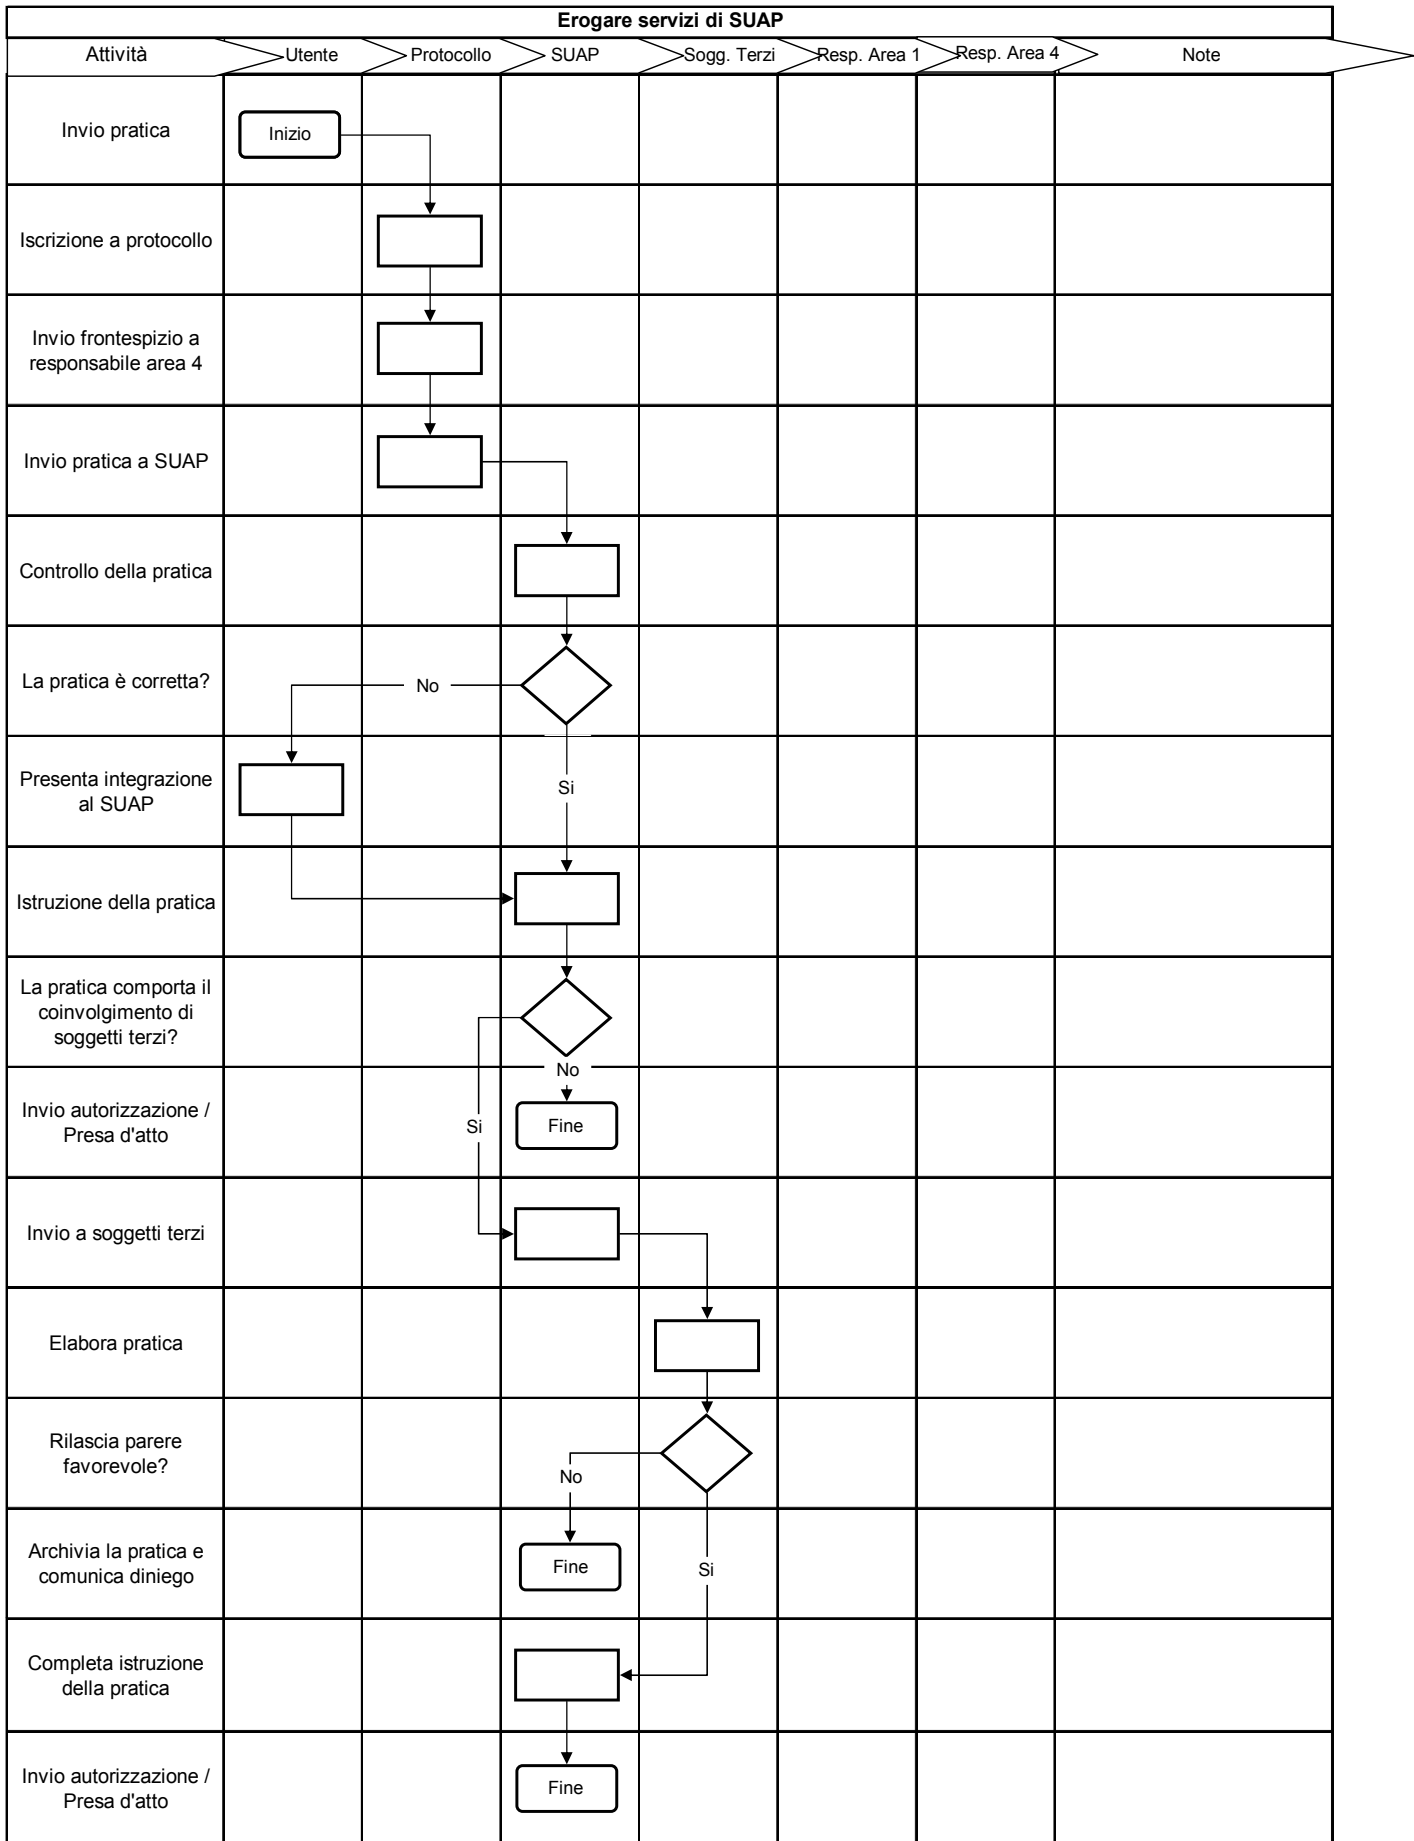 Erogare servizi di SUAP
Attività
Utente
Protocollo
SUAP
Sogg. Terzi
Resp. Area 1
Resp. Area 4
Note
Invio pratica
Inizio
Iscrizione a protocollo
Invio frontespizio a
responsabile area 4
Invio pratica a SUAP
Controllo della pratica
La pratica è corretta?
No
Presenta integrazione
al SUAP
Si
Istruzione della pratica
La pratica comporta il
coinvolgimento di
soggetti terzi?
No
Invio autorizzazione /
Presa d'atto
Si
Fine
Invio a soggetti terzi
Elabora pratica
Rilascia parere
favorevole?
No
Archivia la pratica e
comunica diniego
Fine
Si
Completa istruzione
della pratica
Invio autorizzazione /
Presa d'atto
Fine